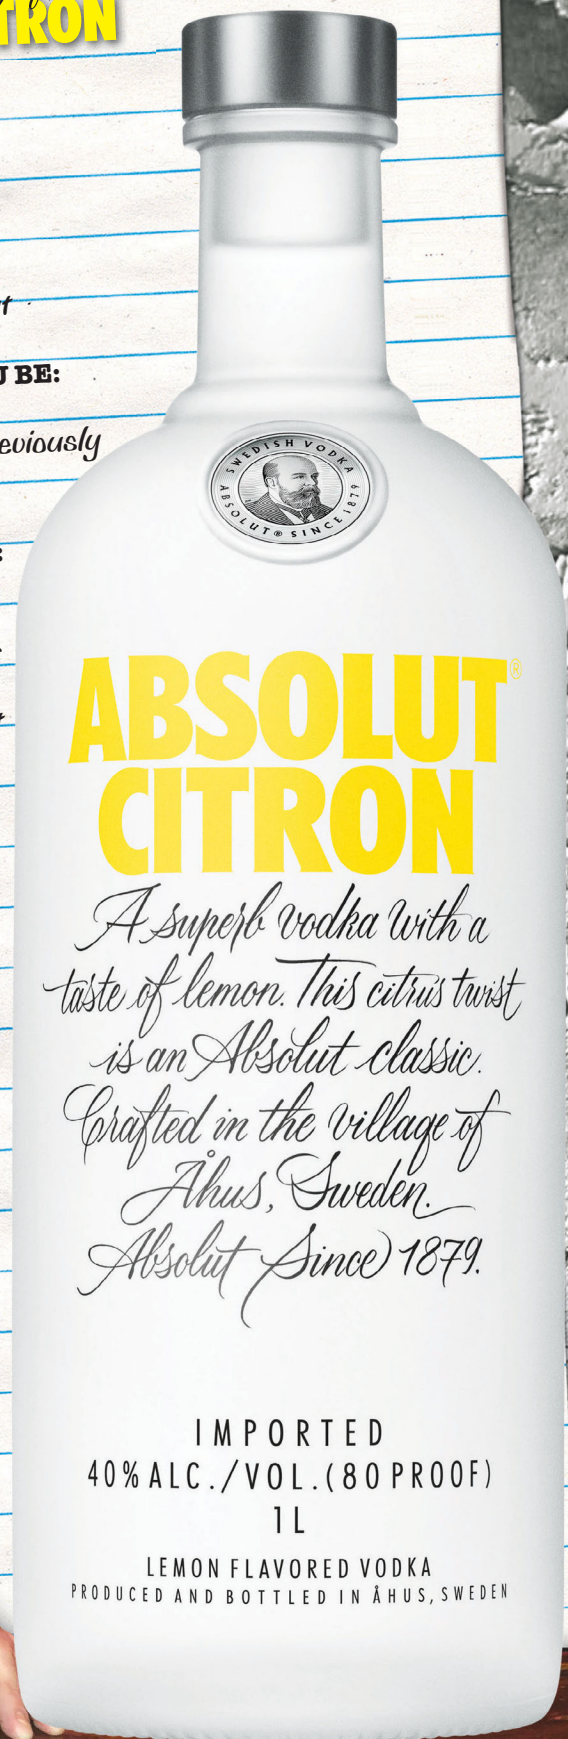 TRON
U BE:
eviously
SWEDISH VODKA
ABSOLUT® SINCE 1879
ABSOLUT®
CITRON
A superb vodka with a
taste of lemon. This citrus twist
is an Absolut classic.
Crafted in the village of
Åhus, Sweden.
Absolut Since 1879.
IMPORTED
40% ALC./VOL. (80 PROOF)
1L
LEMON FLAVORED VODKA
PRODUCED AND BOTTLED IN ÅHUS, SWEDEN